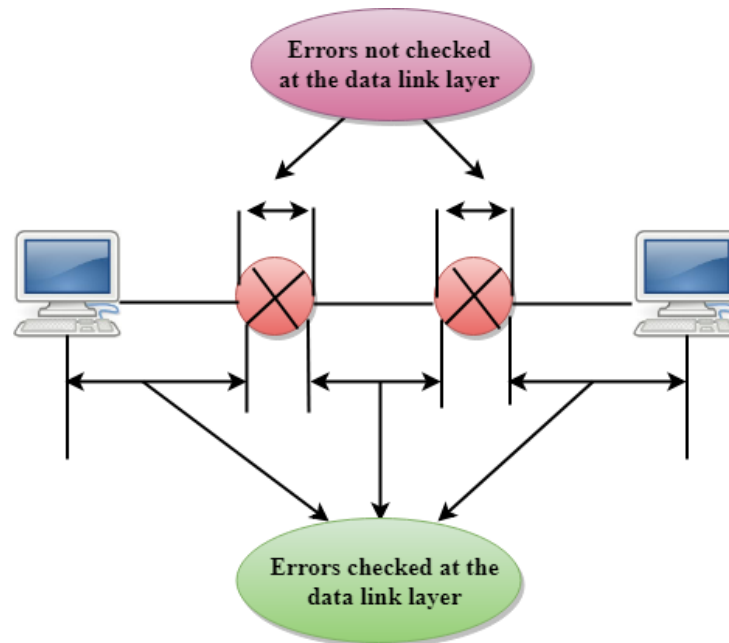 Errors not checked
at the data link layer
Errors checked at the
data link layer